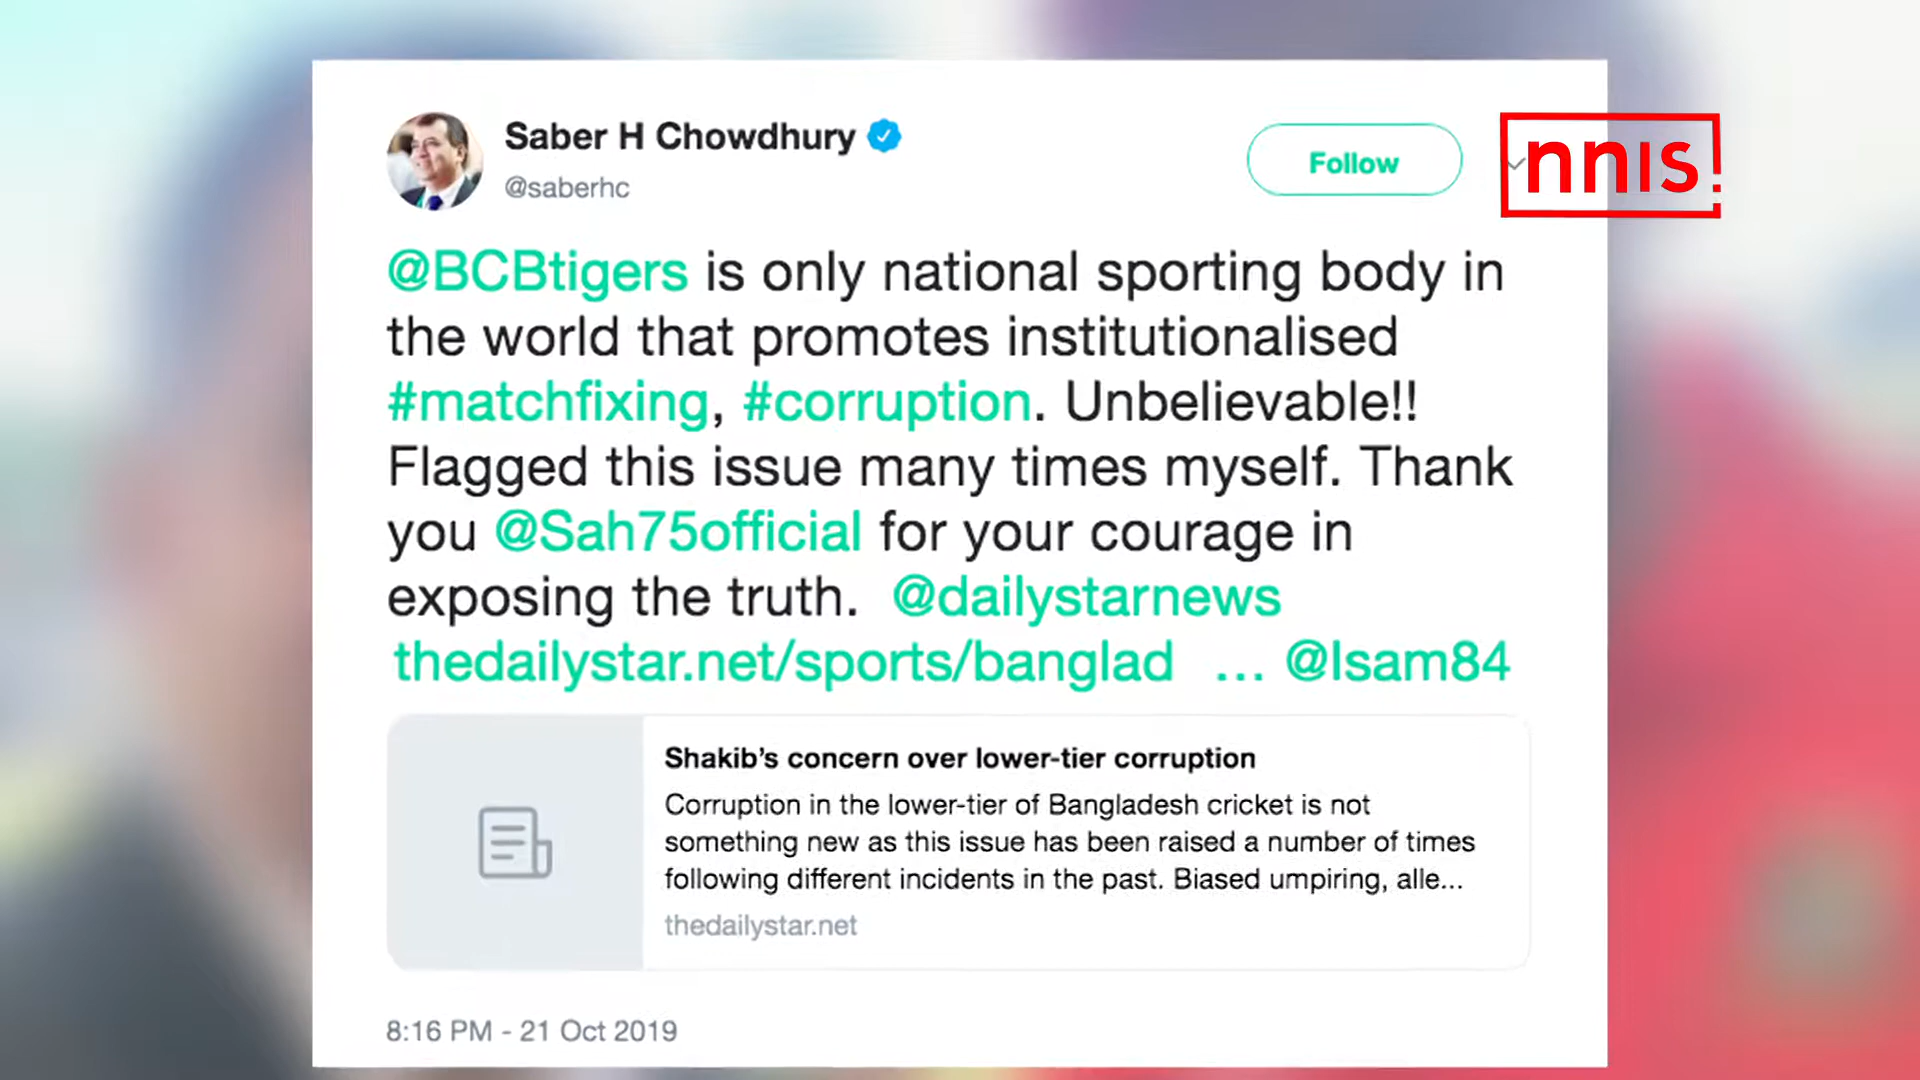 Saber H Chowdhury
@saberhc
Follow
nnis!
@BCBtigers is only national sporting body in
the world that promotes institutionalised
#matchfixing, #corruption. Unbelievable!!
Flagged this issue many times myself. Thank
you @Sah75official for your courage in
exposing the truth. @dailystarnews
thedailystar.net/sports/banglad ... @Isam84
Shakib's concern over lower-tier corruption
Corruption in the lower-tier of Bangladesh cricket is not
something new as this issue has been raised a number of times
following different incidents in the past. Biased umpiring, alle...
thedailystar.net
8:16 PM - 21 Oct 2019